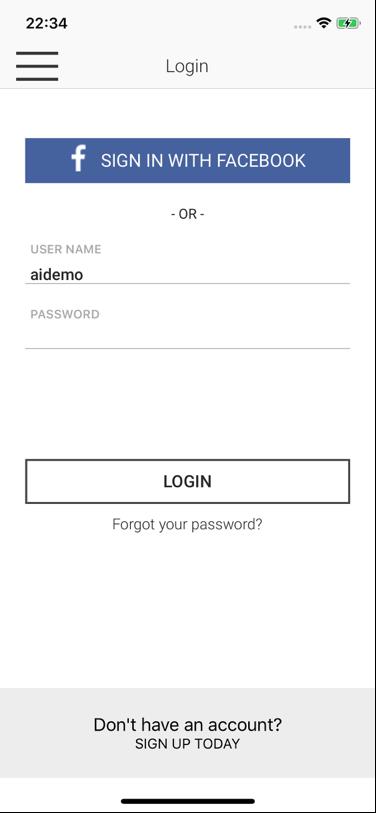 22:34
Login
f SIGN IN WITH FACEBOOK
- OR -
USER NAME
aidemo
PASSWORD
LOGIN
Forgot your password?
Don't have an account?
SIGN UP TODAY